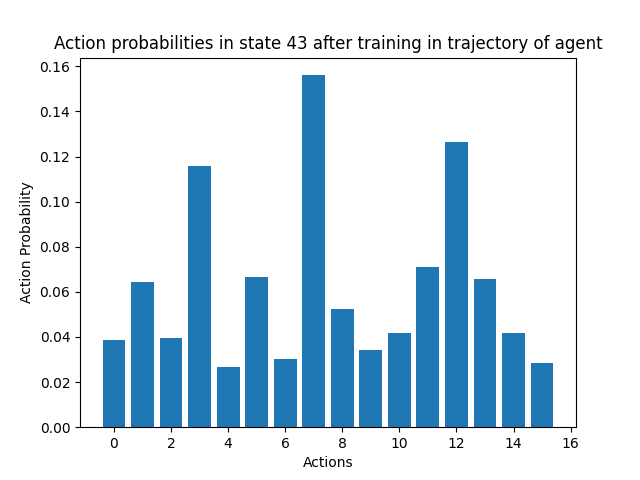 Action probabilities in state 43 after training in trajectory of agent
0.16
0.14
0.12
0.10
0.08
0.06
0.04
0.02
0.00
Action Probability
0 2 4 6 8 10 12 14 16
Actions